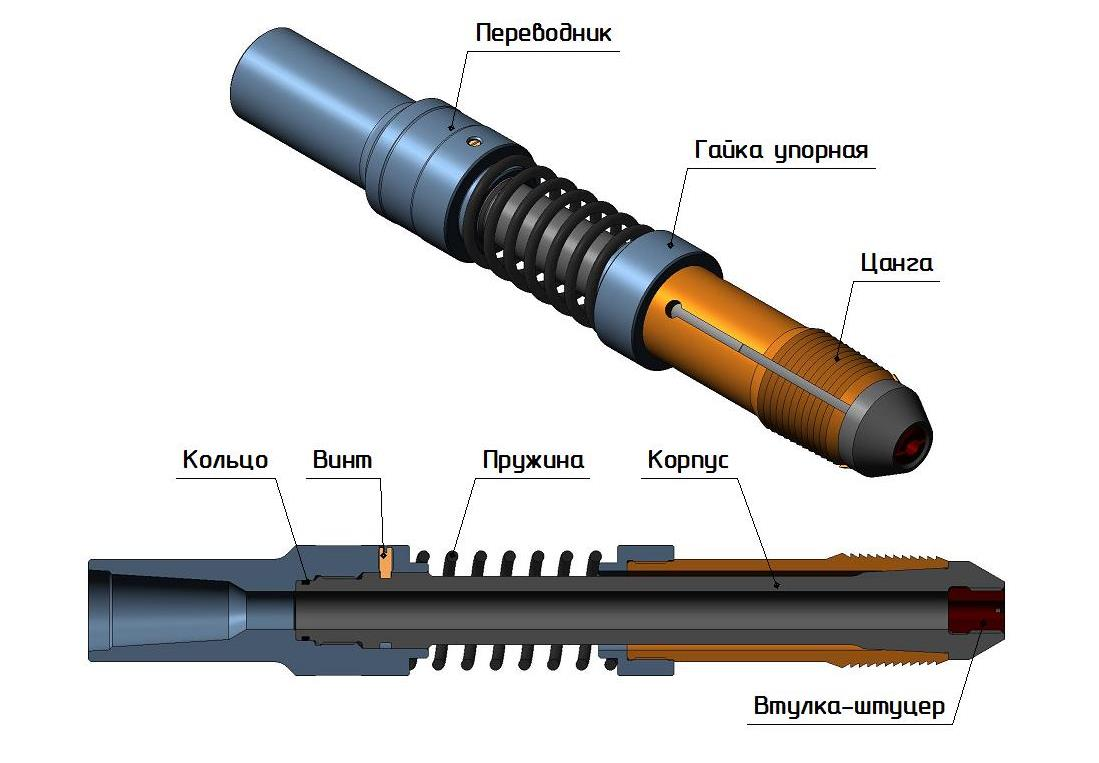 Переводник
Гайка упорная
Цанга
Кольцо
Винт
Пружина
Корпус
Втулка-штуцер